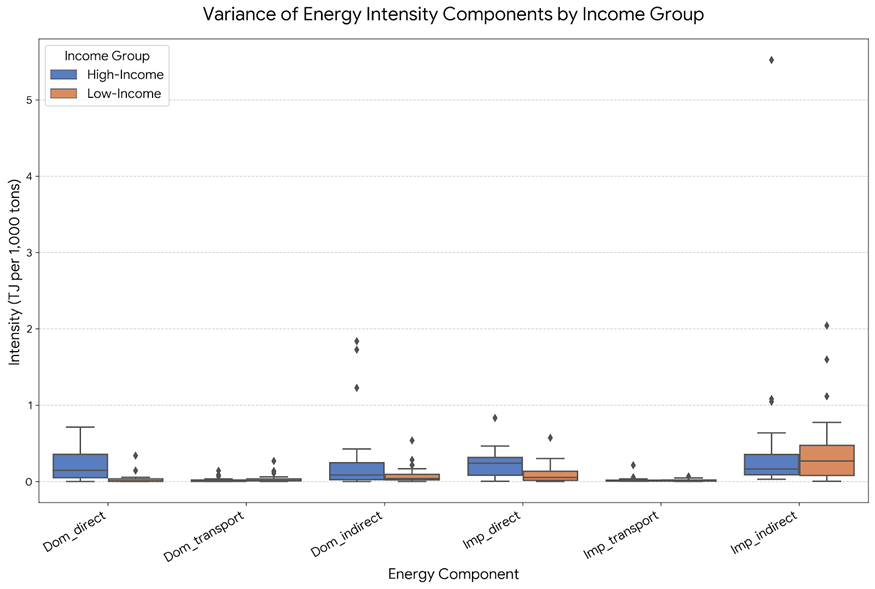 Variance of Energy Intensity Components by Income Group
Income Group
High-Income
Low-Income
Intensity (TJ per 1,000 tons)
5
4
3
2
1
0
Dom_direct
Dom_transport
Dom_indirect
Imp_direct
Imp_transport
Imp_indirect
Energy Component